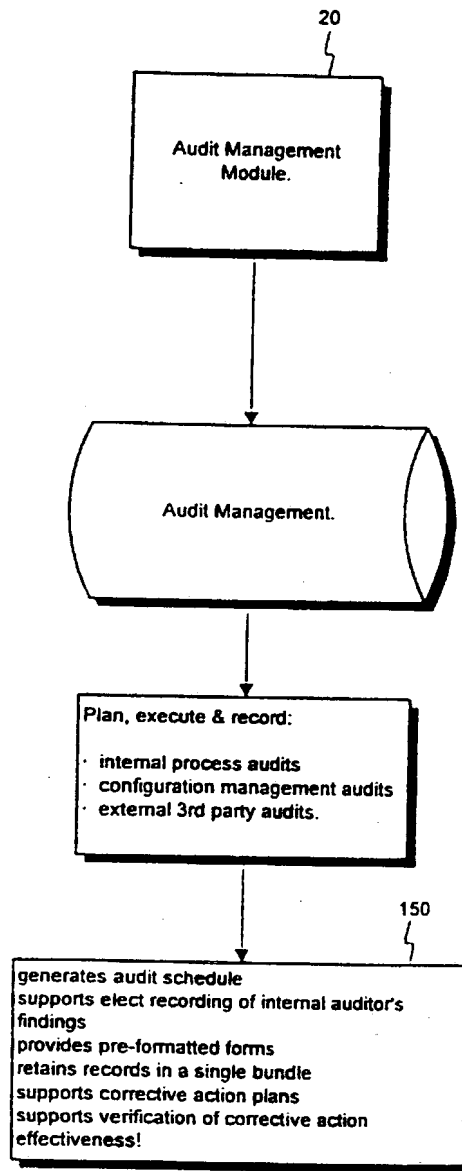 20
Audit Management
Module.
Audit Management.
Plan, execute & record:
· internal process audits
· configuration management audits
· external 3rd party audits.
150
generates audit schedule
supports elect recording of internal auditor's
findings
provides pre-formatted forms
retains records in a single bundle
supports corrective action plans
supports verification of corrective action
effectiveness!